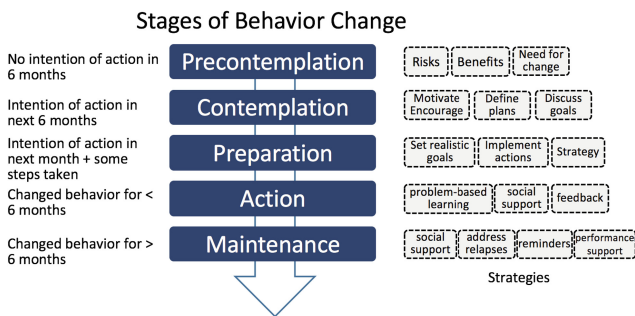 Stages of Behavior Change
No intention of action in
6 months
Precontemplation
Risks
Benefits
Need for
change
Intention of action in
next 6 months
Contemplation
Motivate
Encourage
Define
plans
Discuss
goals
Intention of action in
next month + some
steps taken
Preparation
Set realistic
goals
Implement
actions
Strategy
Changed behavior for <
6 months
Action
problem-based
learning
social
support
feedback
Changed behavior for >
6 months
Maintenance
social
support
address
relapses
reminders
performance
support
Strategies